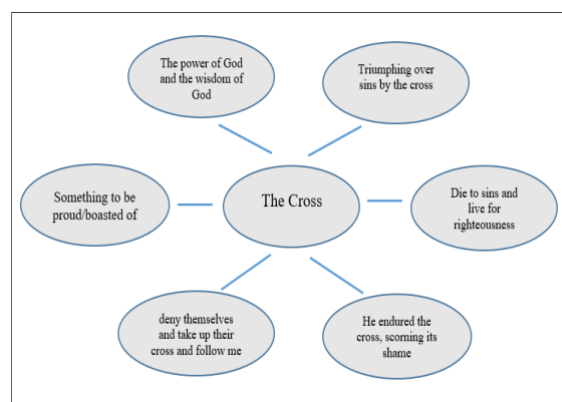 The power of God
and the wisdom of
God
Triumphing over
sins by the cross
Something to be
proud/boasted of
The Cross
Die to sins and
live for
righteousness
deny themselves
and take up their
cross and follow me
He endured the
cross, scorning its
shame